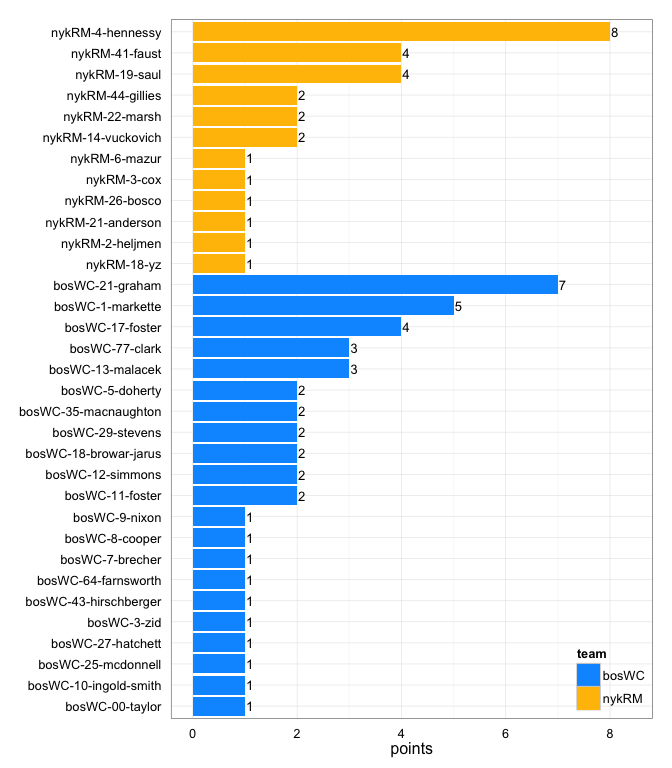 nykRM-4-hennessy 8
nykRM-41-faust 4
nykRM-19-saul 4
nykRM-44-gillies 2
nykRM-22-marsh 2
nykRM-14-vuckovich 2
nykRM-6-mazur 1
nykRM-3-cox 1
nykRM-26-bosco 1
nykRM-21-anderson 1
nykRM-2-heljmen 1
nykRM-18-yz 1
bosWC-21-graham 7
bosWC-1-markette 5
bosWC-17-foster 4
bosWC-77-clark 3
bosWC-13-malacek 3
bosWC-5-doherty 2
bosWC-35-macnaughton 2
bosWC-29-stevens 2
bosWC-18-browar-jarus 2
bosWC-12-simmons 2
bosWC-11-foster 2
bosWC-9-nixon 1
bosWC-8-cooper 1
bosWC-7-brecher 1
bosWC-64-farnsworth 1
bosWC-43-hirschberger 1
bosWC-3-zid 1
bosWC-27-hatchett 1
bosWC-25-mcdonnell 1
bosWC-10-ingold-smith 1
bosWC-00-taylor 1
team
bosWC
nykRM
0 2 4 6 8
points